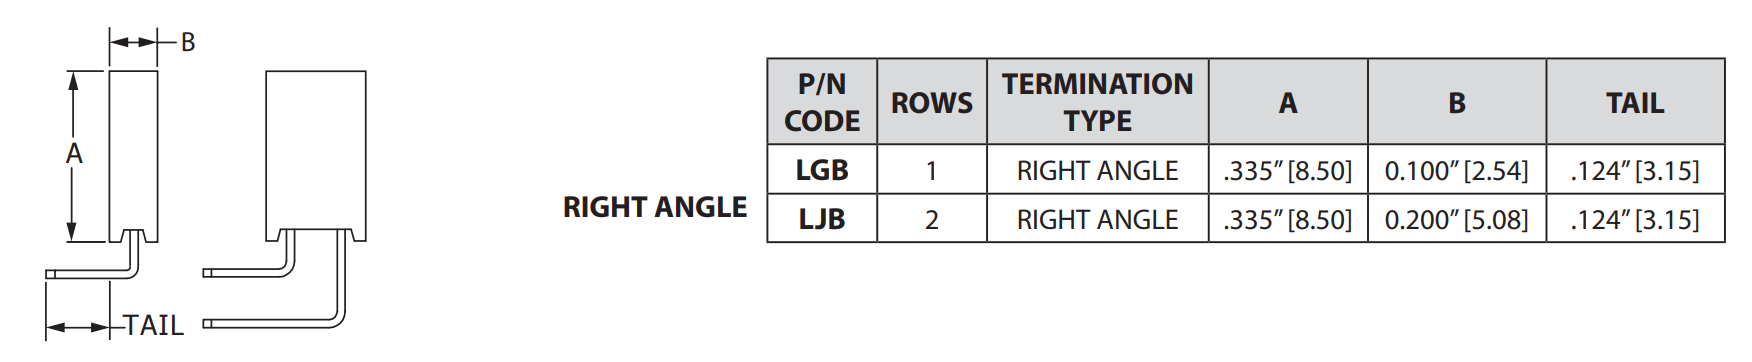 B
A
TAIL
RIGHT ANGLE
P/N CODE ROWS TERMINATION TYPE A B TAIL
LGB 1 RIGHT ANGLE .335” [8.50] 0.100” [2.54] .124” [3.15]
LJB 2 RIGHT ANGLE .335” [8.50] 0.200” [5.08] .124” [3.15]